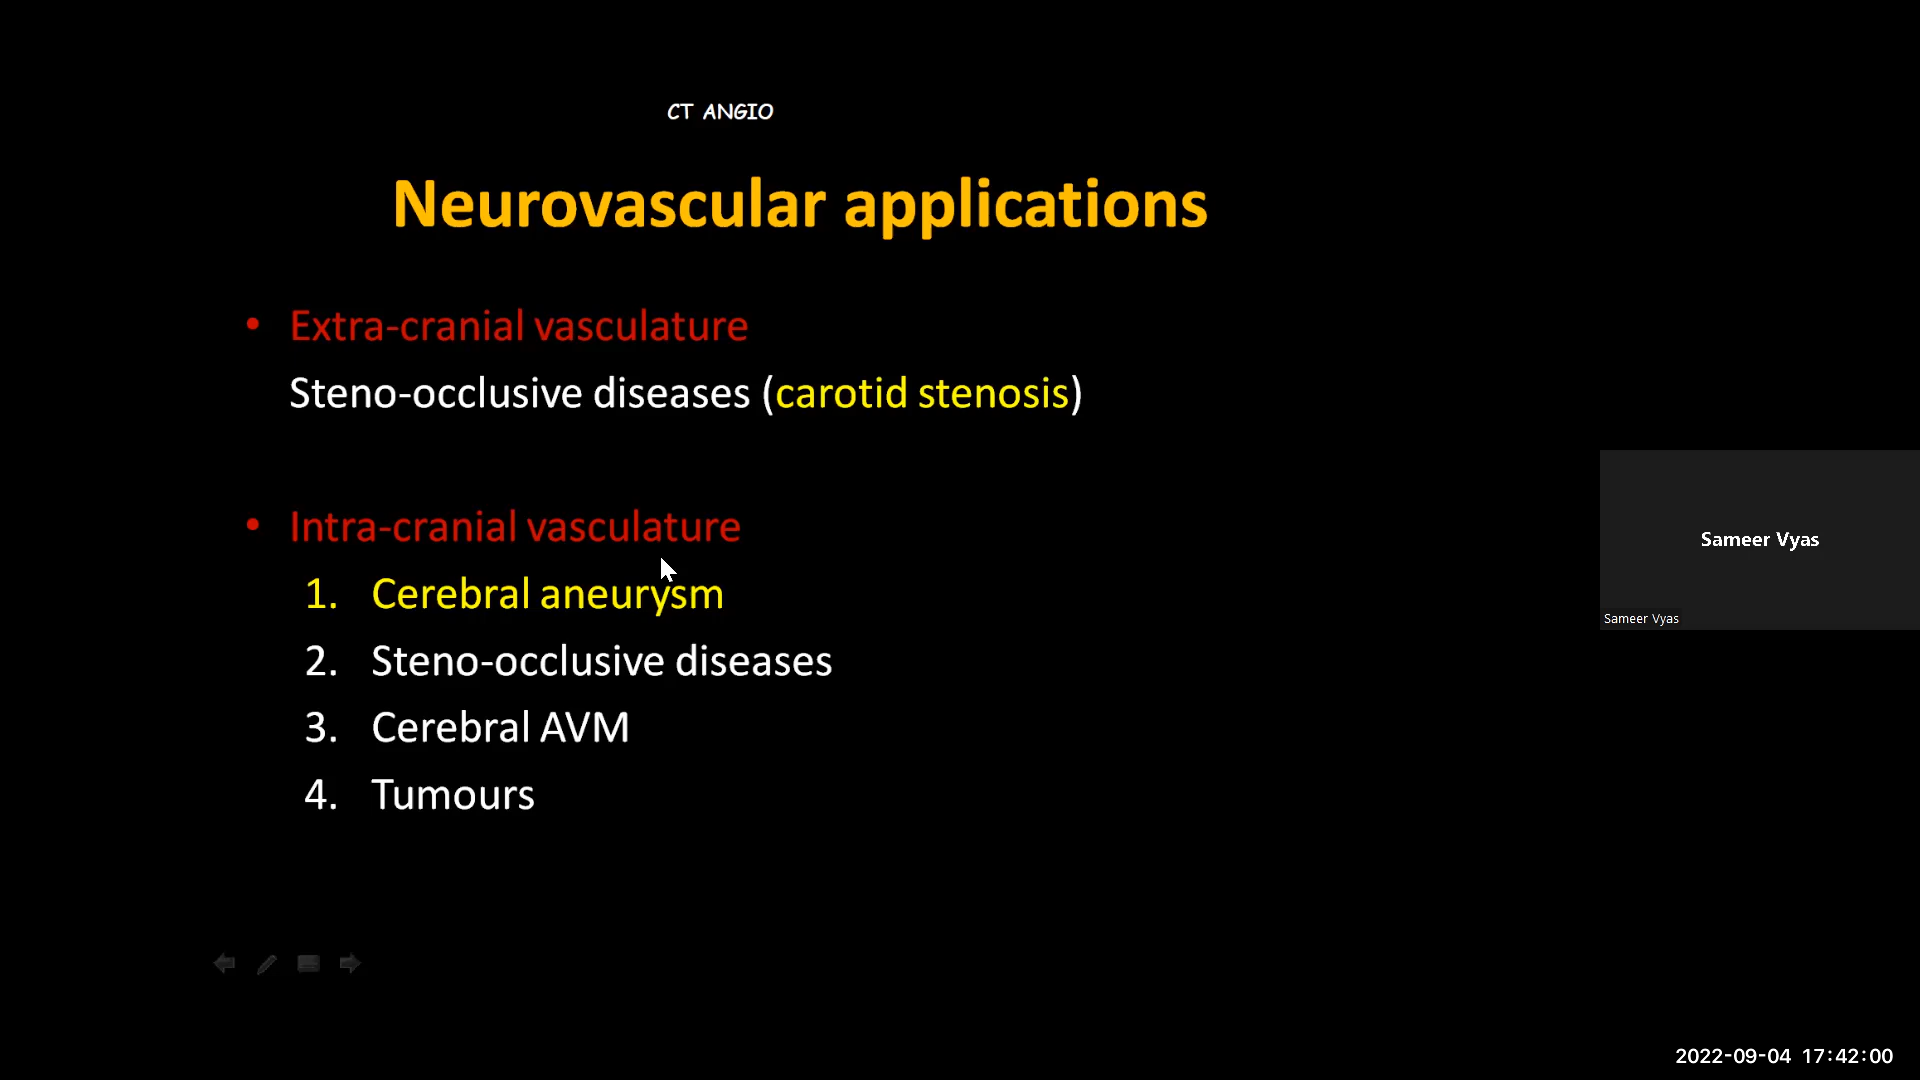 CT ANGIO
Neurovascular applications
• Extra-cranial vasculature
Steno-occlusive diseases (carotid stenosis)
• Intra-cranial vasculature
1. Cerebral aneurysm
2. Steno-occlusive diseases
3. Cerebral AVM
4. Tumours
Sameer Vyas
Sameer Vyas
2022-09-04 17:42:00